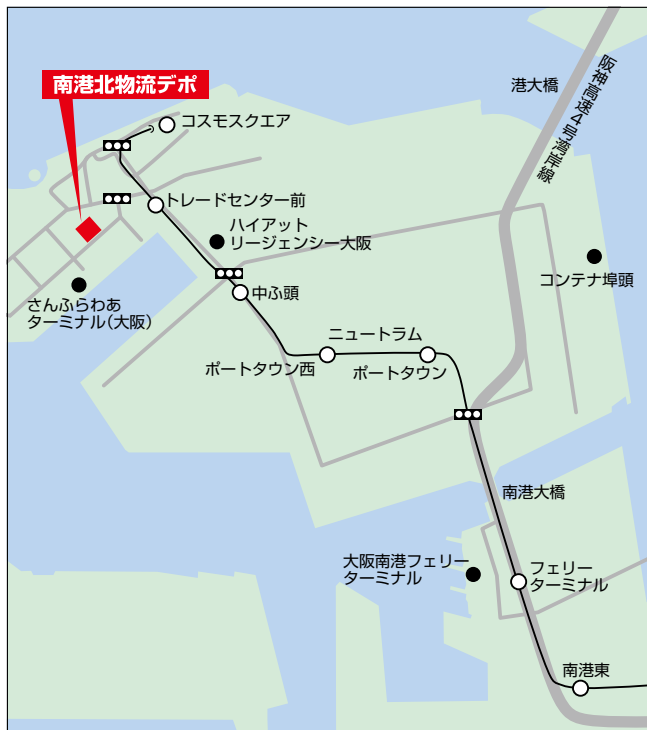 港大橋
阪神高速4号湾岸線
南港北物流デポ
コスモスクエア
トレードセンター前
ハイアット
リージェンシー大阪
コンテナ埠頭
さんふらわあ
ターミナル(大阪)
中ふ頭
ニュートラム
ポートタウン西
ポートタウン
南港大橋
大阪南港フェリー
ターミナル
フェリー
ターミナル
南港東